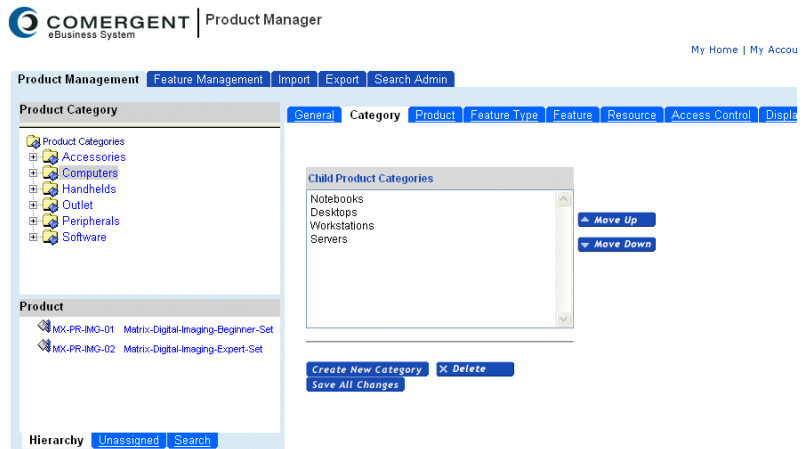 COMERGENT
eBusiness System
Product Manager
My Home | My Accou
Product Management Feature Management Import Export Search Admin
Product Category
General Category Product Feature Type Feature Resource Access Control Displa
Product Categories
Accessories
Computers
Handhelds
Outlet
Peripherals
Software
Child Product Categories
Notebooks
Desktops
Workstations
Servers
Move Up
Move Down
Product
MX-PR-IMG-01 Matrix-Digital-Imaging-Beginner-Set
MX-PR-IMG-02 Matrix-Digital-Imaging-Expert-Set
Create New Category X Delete
Save All Changes
Hierarchy Unassigned Search